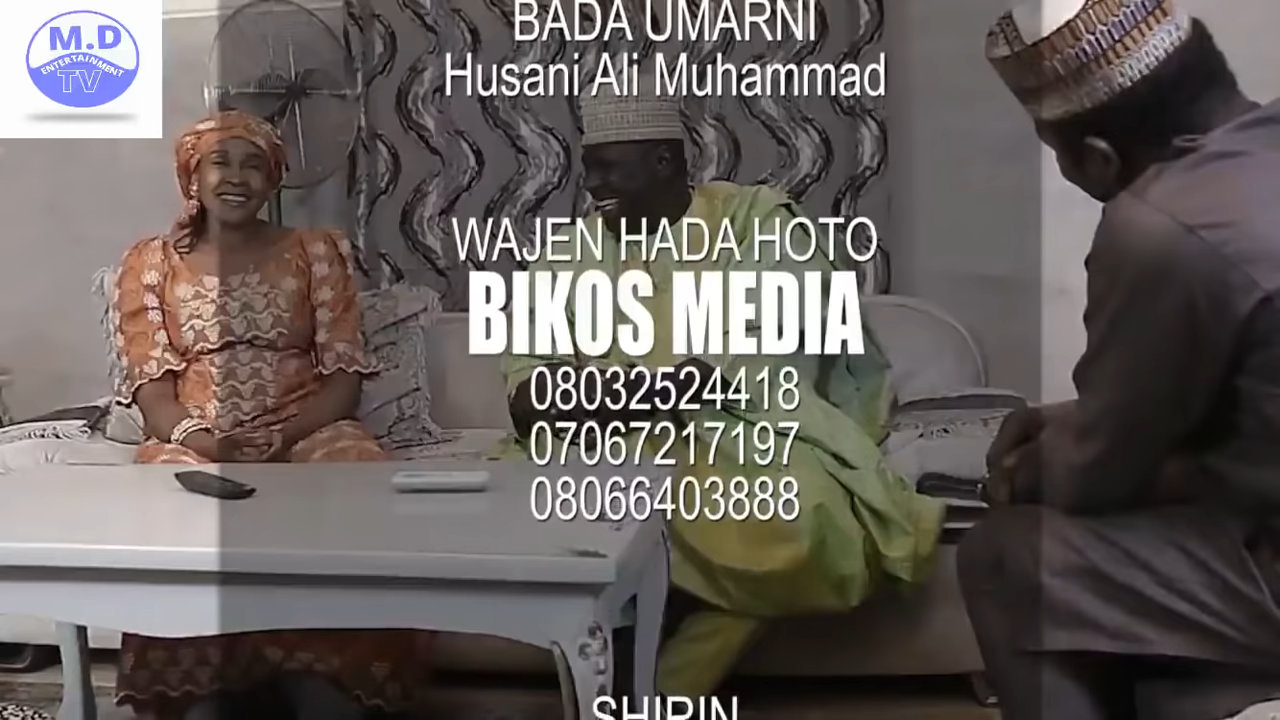 M.D
ENTERTAINMENT
TV
BADA UMARNI
Husani Ali Muhammad
WAJEN HADA HOTO
BIKOS MEDIA
08032524418
07067217197
08066403888
SHIRIN